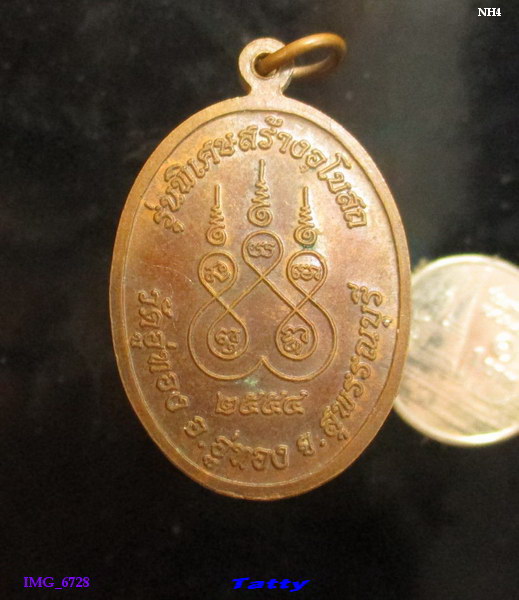 NH4
รุ่นพิเศษสร้างอุโบสถ
๒๕๕๔
วัดอู่ทอง อ.อู่ทอง จ.สุพรรณบุรี
IMG_6728
Tatty